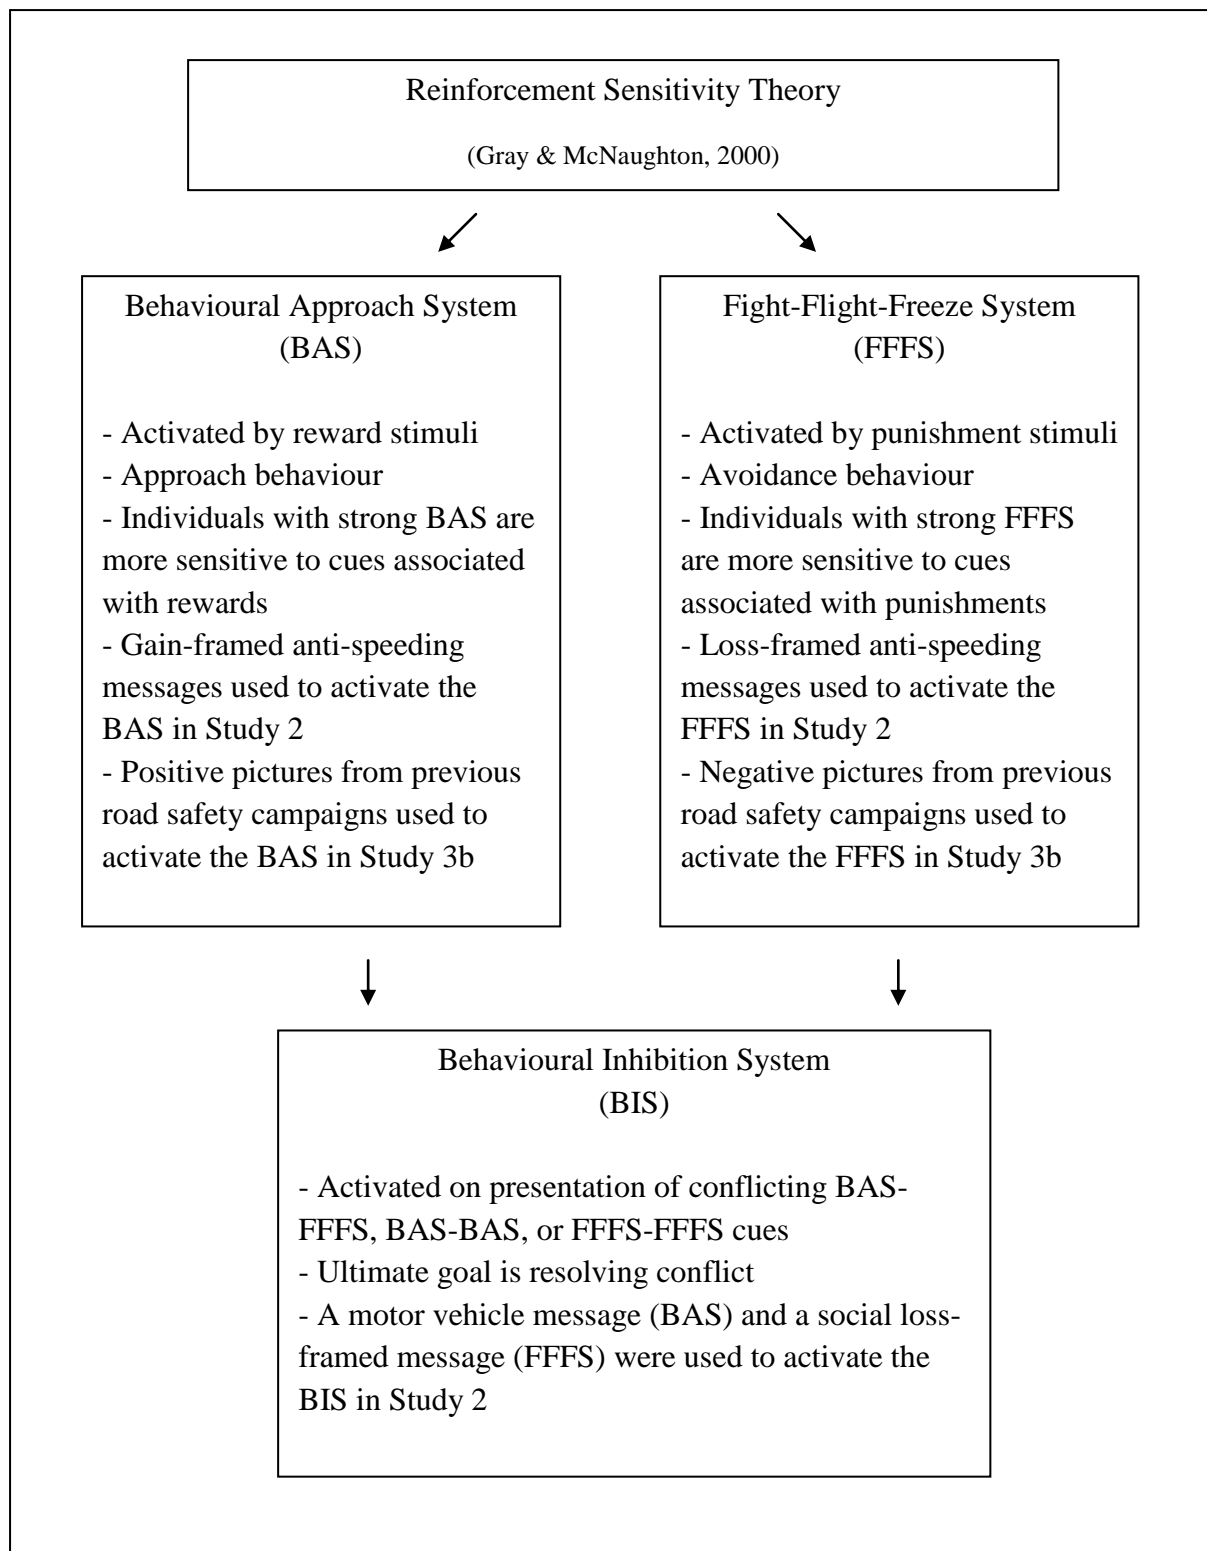 Reinforcement Sensitivity Theory
(Gray & McNaughton, 2000)
Behavioural Approach System
(BAS)
- Activated by reward stimuli
- Approach behaviour
- Individuals with strong BAS are
more sensitive to cues associated
with rewards
- Gain-framed anti-speeding
messages used to activate the
BAS in Study 2
- Positive pictures from previous
road safety campaigns used to
activate the BAS in Study 3b
Fight-Flight-Freeze System
(FFFS)
- Activated by punishment stimuli
- Avoidance behaviour
- Individuals with strong FFFS
are more sensitive to cues
associated with punishments
- Loss-framed anti-speeding
messages used to activate the
FFFS in Study 2
- Negative pictures from previous
road safety campaigns used to
activate the FFFS in Study 3b
Behavioural Inhibition System
(BIS)
- Activated on presentation of conflicting BAS-
FFFS, BAS-BAS, or FFFS-FFFS cues
- Ultimate goal is resolving conflict
- A motor vehicle message (BAS) and a social loss-
framed message (FFFS) were used to activate the
BIS in Study 2